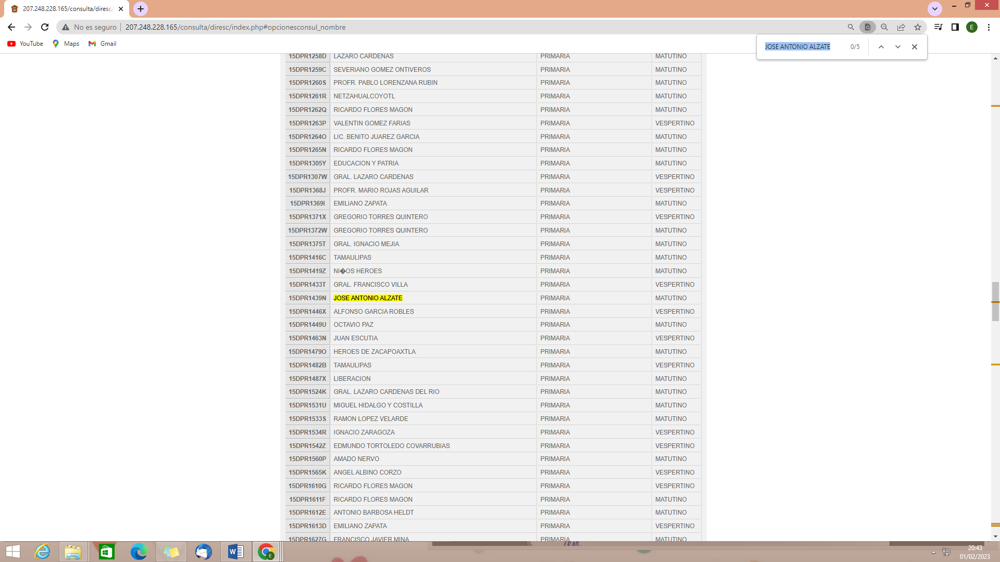 207.248.228.165/consulta/diresc/
No es seguro 207.248.228.165/consulta/diresc/index.php#opcionesconsul_nombre E
YouTube Maps Gmail
JOSE ANTONIO ALZATE 0/5
15DPR1258D LAZARO CARDENAS PRIMARIA MATUTINO
15DPR1259C SEVERIANO GOMEZ ONTIVEROS PRIMARIA MATUTINO
15DPR1260S PROFR. PABLO LORENZANA RUBIN PRIMARIA MATUTINO
15DPR1261R NETZAHUALCOYOTL PRIMARIA MATUTINO
15DPR1262Q RICARDO FLORES MAGON PRIMARIA MATUTINO
15DPR1263P VALENTIN GOMEZ FARIAS PRIMARIA VESPERTINO
15DPR1264O LIC. BENITO JUAREZ GARCIA PRIMARIA MATUTINO
15DPR1265N RICARDO FLORES MAGON PRIMARIA MATUTINO
15DPR1305Y EDUCACION Y PATRIA PRIMARIA MATUTINO
15DPR1307W GRAL. LAZARO CARDENAS PRIMARIA VESPERTINO
15DPR1368J PROFR. MARIO ROJAS AGUILAR PRIMARIA VESPERTINO
15DPR1369I EMILIANO ZAPATA PRIMARIA MATUTINO
15DPR1371X GREGORIO TORRES QUINTERO PRIMARIA VESPERTINO
15DPR1372W GREGORIO TORRES QUINTERO PRIMARIA MATUTINO
15DPR1375T GRAL. IGNACIO MEJIA PRIMARIA MATUTINO
15DPR1416C TAMAULIPAS PRIMARIA MATUTINO
15DPR1419Z NI�OS HEROES PRIMARIA MATUTINO
15DPR1433T GRAL. FRANCISCO VILLA PRIMARIA VESPERTINO
15DPR1439N JOSE ANTONIO ALZATE PRIMARIA MATUTINO
15DPR1446X ALFONSO GARCIA ROBLES PRIMARIA VESPERTINO
15DPR1449U OCTAVIO PAZ PRIMARIA MATUTINO
15DPR1463N JUAN ESCUTIA PRIMARIA VESPERTINO
15DPR1479O HEROES DE ZACAPOAXTLA PRIMARIA MATUTINO
15DPR1482B TAMAULIPAS PRIMARIA VESPERTINO
15DPR1487X LIBERACION PRIMARIA MATUTINO
15DPR1524K GRAL. LAZARO CARDENAS DEL RIO PRIMARIA MATUTINO
15DPR1531U MIGUEL HIDALGO Y COSTILLA PRIMARIA MATUTINO
15DPR1533S RAMON LOPEZ VELARDE PRIMARIA MATUTINO
15DPR1534R IGNACIO ZARAGOZA PRIMARIA VESPERTINO
15DPR1542Z EDMUNDO TORTOLEDO COVARRUBIAS PRIMARIA VESPERTINO
15DPR1560P AMADO NERVO PRIMARIA MATUTINO
15DPR1565K ANGEL ALBINO CORZO PRIMARIA VESPERTINO
15DPR1610G RICARDO FLORES MAGON PRIMARIA VESPERTINO
15DPR1611F RICARDO FLORES MAGON PRIMARIA MATUTINO
15DPR1612E ANTONIO BARBOSA HELDT PRIMARIA MATUTINO
15DPR1613D EMILIANO ZAPATA PRIMARIA VESPERTINO
15DPR1627G FRANCISCO JAVIER MINA PRIMARIA MATUTINO
20:43
01/02/2023